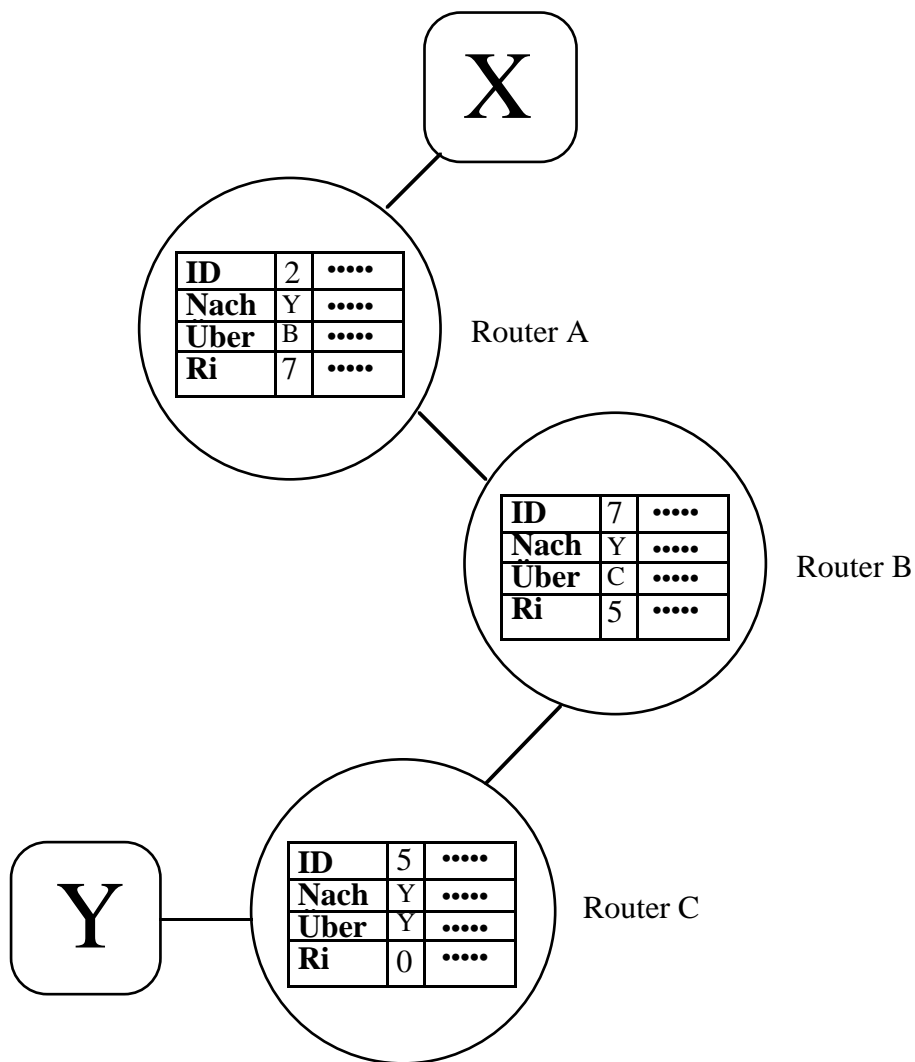 X
ID 2 •••••
Nach Y •••••
Über B •••••
Ri 7 •••••
Router A
ID 7 •••••
Nach Y •••••
Über C •••••
Ri 5 •••••
Router B
ID 5 •••••
Nach Y •••••
Über Y •••••
Ri 0 •••••
Router C
Y